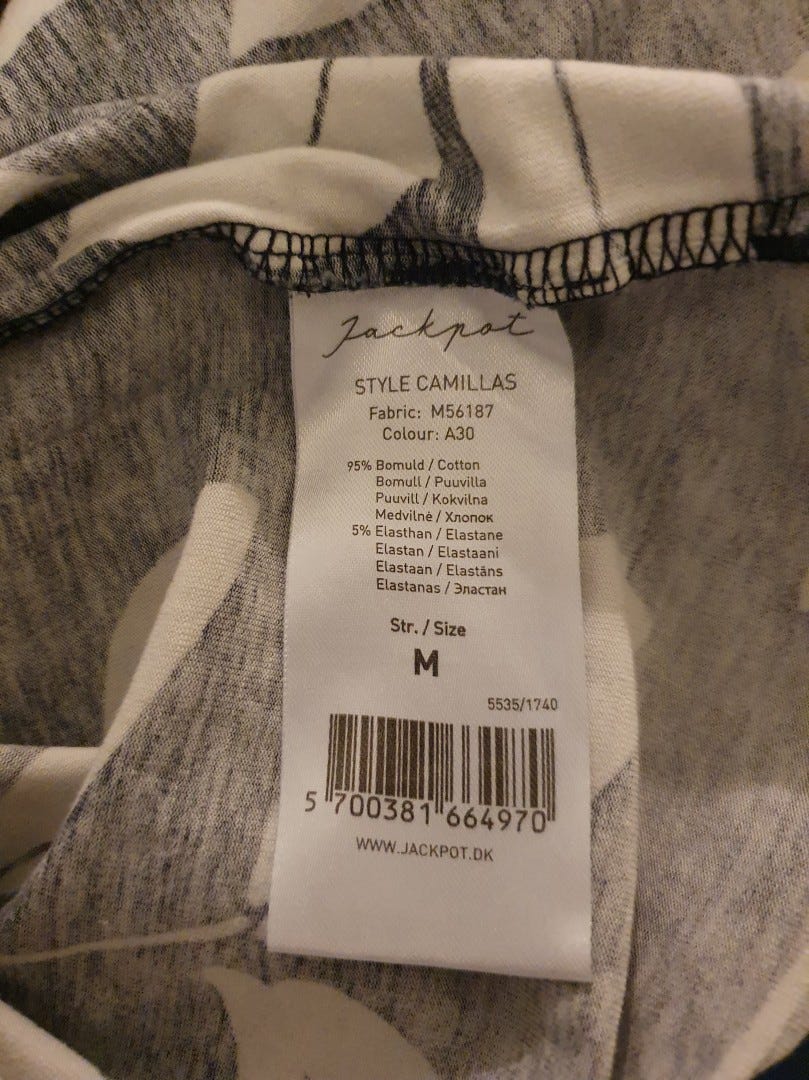 Jackpot
STYLE CAMILLAS
Fabric: M56187
Colour: A30
95% Bomuld / Cotton
Bomull / Puuvilla
Puuvill / Kokvilna
Medvilnė / Хлопок
5% Elasthan / Elastane
Elastan / Elastaani
Elastaan / Elastāns
Elastanas / Эластан
Str. / Size
M
5535/1740
5 700381 664970
WWW.JACKPOT.DK